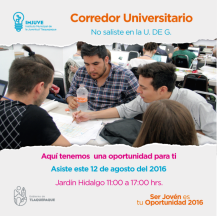 INJUVE
Corredor Universitario
No saliste en la U. DE G.
Aquí tenemos una oportunidad para ti
Asiste este 12 de agosto del 2016
Jardín Hidalgo 11:00 a 17:00 hrs.
TLAQUEPAQUE
Ser Joven es
tu Oportunidad 2016